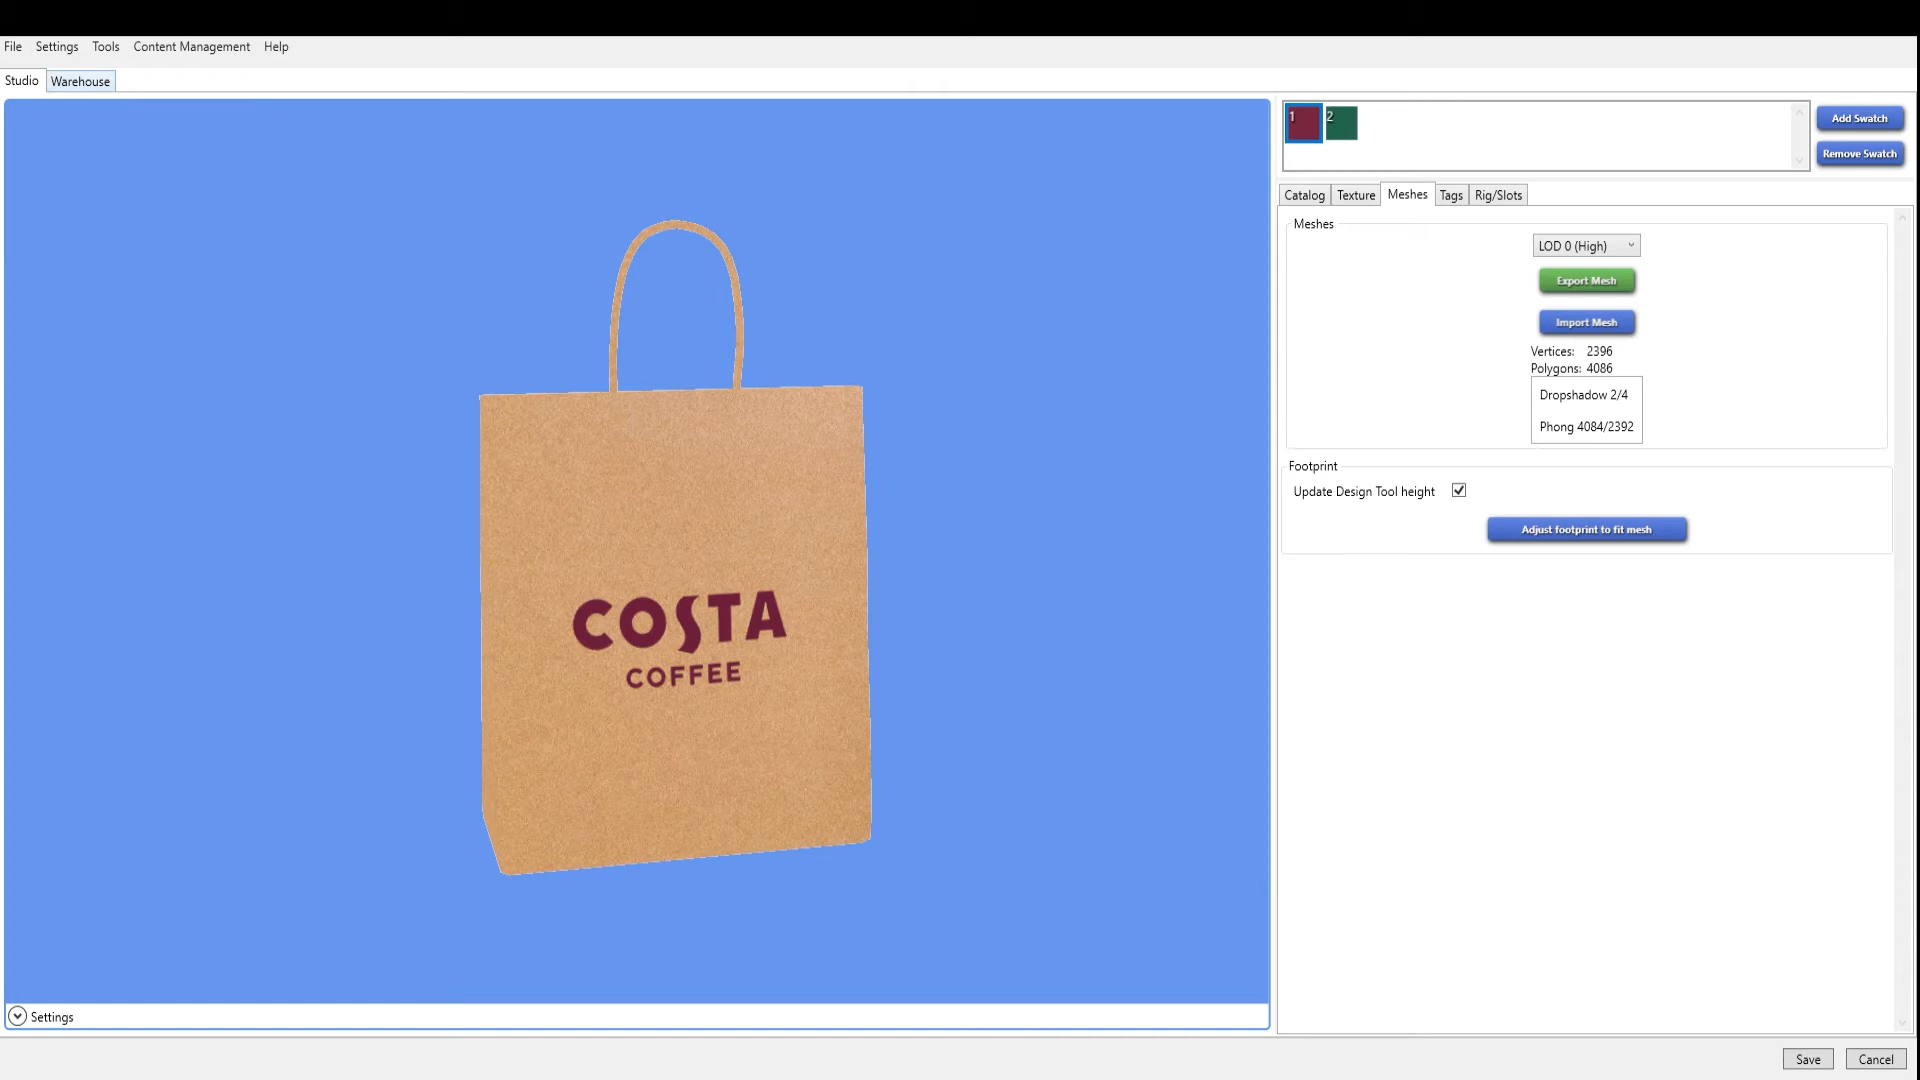 File Settings Tools Content Management Help
Studio Warehouse
1 2
Add Swatch
Remove Swatch
Catalog Texture Meshes Tags Rig/Slots
Meshes
LOD 0 (High)
Export Mesh
Import Mesh
Vertices: 2396
Polygons: 4086
Dropshadow 2/4
Phong 4084/2392
Footprint
Update Design Tool height
Adjust footprint to fit mesh
COSTA
COFFEE
Settings
Save Cancel